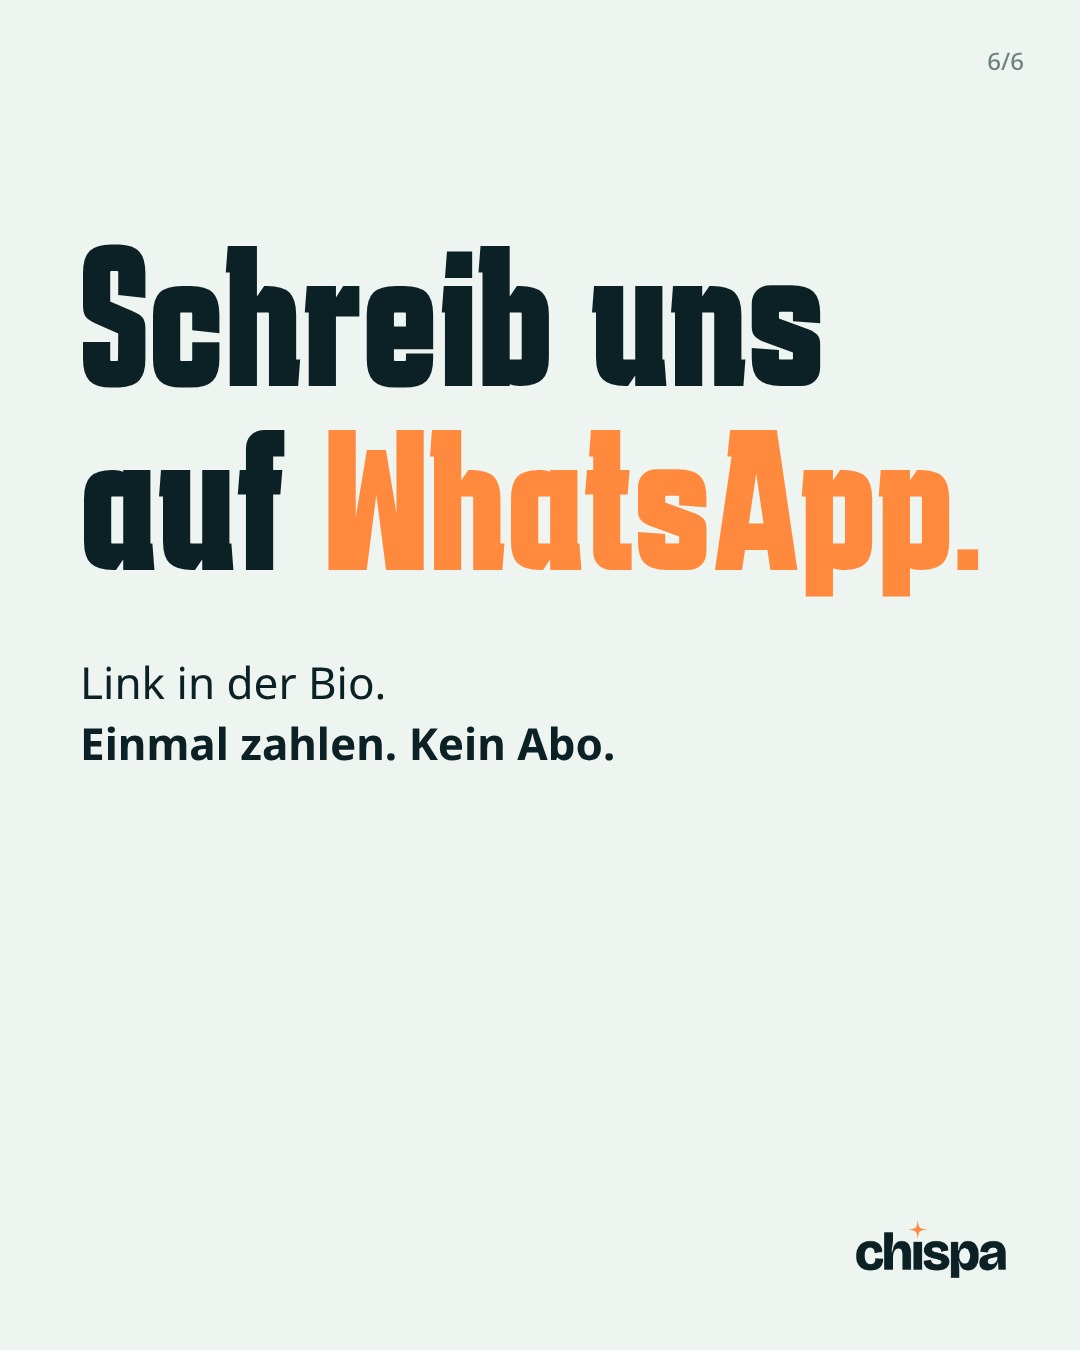 6/6
Schreib uns
auf WhatsApp.
Link in der Bio.
Einmal zahlen. Kein Abo.
chispa